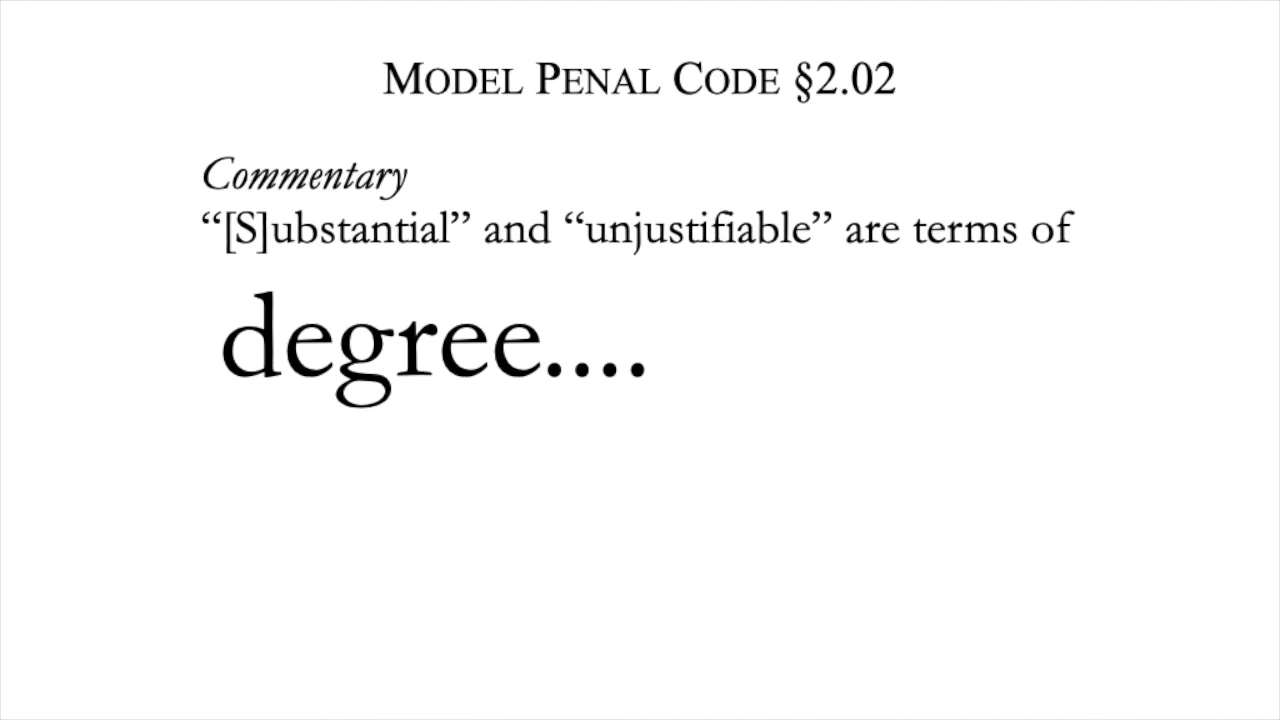 MODEL PENAL CODE §2.02
Commentary
“[S]ubstantial” and “unjustifiable” are terms of
degree....